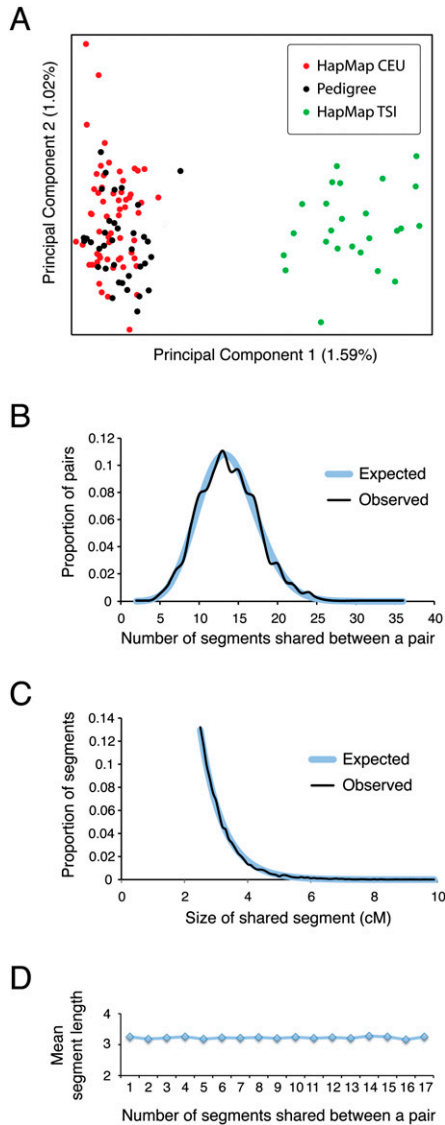 A
HapMap CEU
Pedigree
HapMap TSI
Principal Component 2 (1.02%)
Principal Component 1 (1.59%)
B
Proportion of pairs
0.12
0.1
0.08
0.06
0.04
0.02
0
Expected
Observed
0 5 10 15 20 25 30 35 40
Number of segments shared between a pair
C
Proportion of segments
0.14
0.12
0.1
0.08
0.06
0.04
0.02
0
Expected
Observed
0 2 4 6 8 10
Size of shared segment (cM)
D
Mean
segment length
4
3
2
1 2 3 4 5 6 7 8 9 10 11 12 13 14 15 16 17
Number of segments shared between a pair